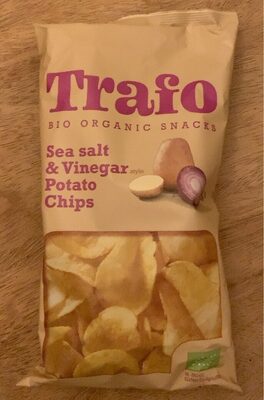 Trafo
BIO ORGANIC SNACKS
Sea salt
& Vinegar style
Potato
Chips